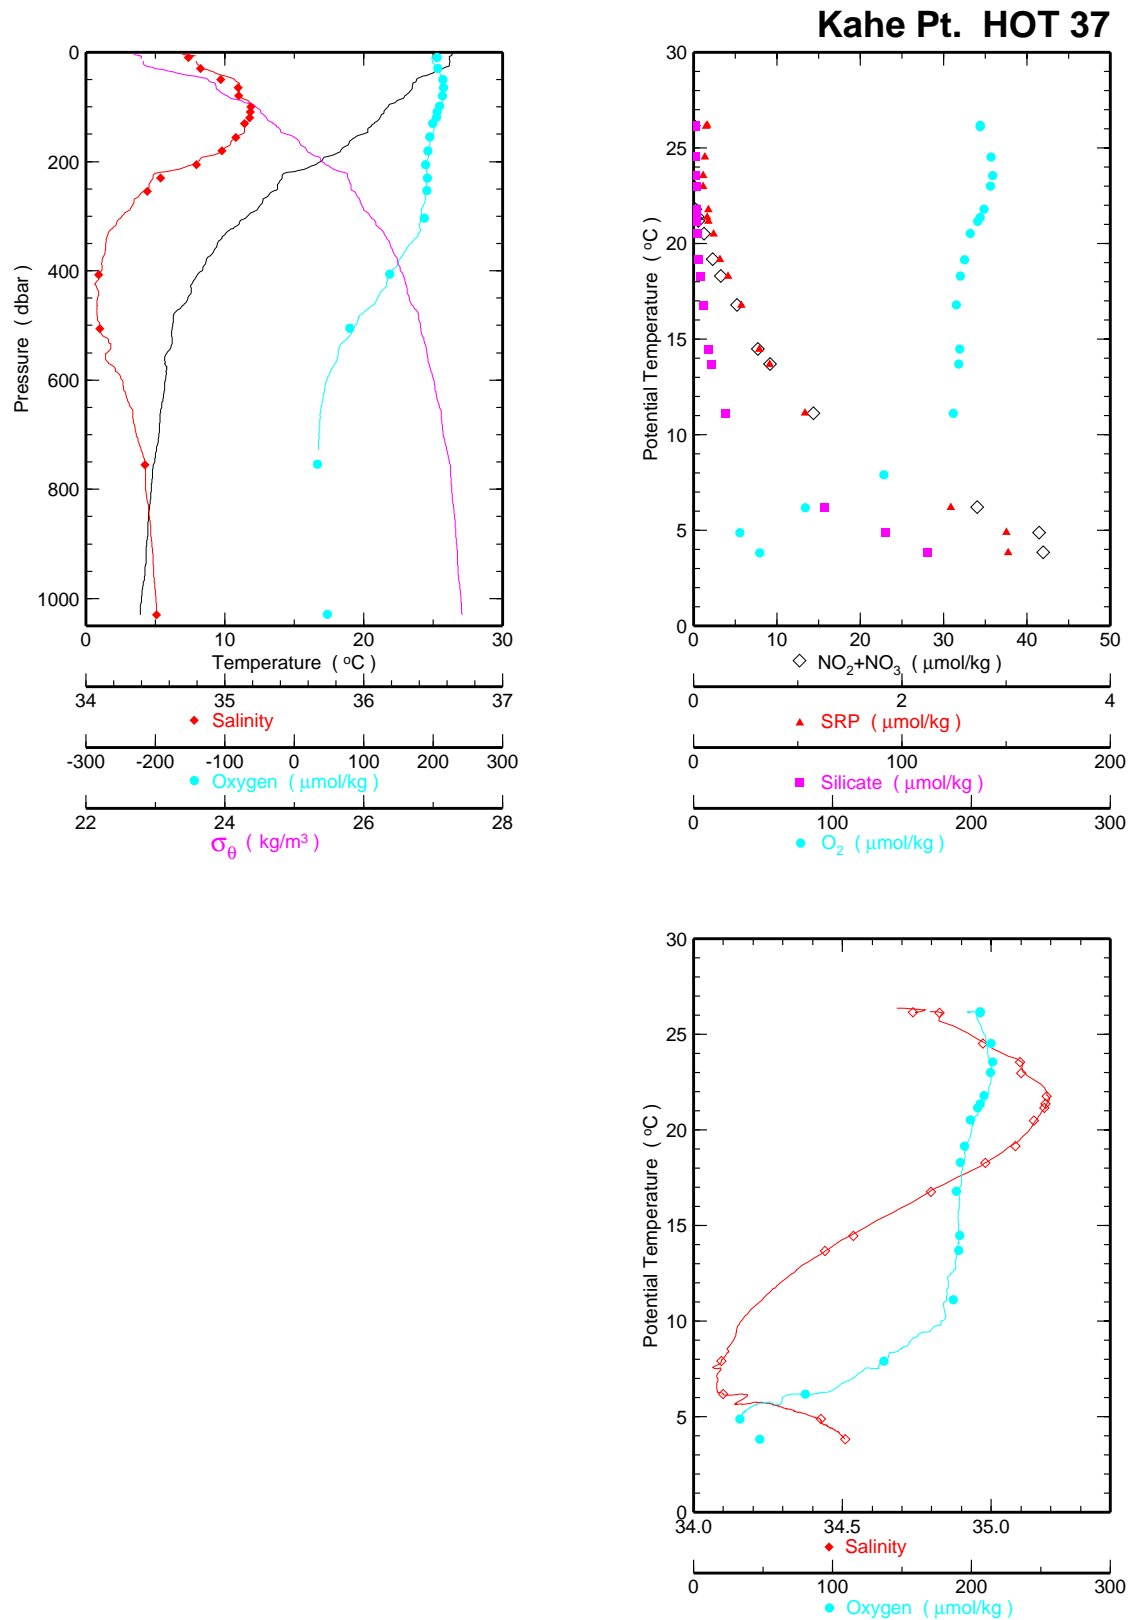 Kahe Pt.  HOT 37
0
200
400
600
800
1000
Pressure ( dbar )
0 10 20 30
Temperature ( °C )
34 35 36 37
Salinity
-300 -200 -100 0 100 200 300
Oxygen ( μmol/kg )
22 24 26 28
σθ ( kg/m³ )
30
25
20
15
10
5
0
Potential Temperature ( °C )
0 10 20 30 40 50
NO₂+NO₃ ( μmol/kg )
0 2 4
SRP ( μmol/kg )
0 100 200
Silicate ( μmol/kg )
0 100 200 300
O₂ ( μmol/kg )
30
25
20
15
10
5
0
Potential Temperature ( °C )
34.0 34.5 35.0
Salinity
0 100 200 300
Oxygen ( μmol/kg )